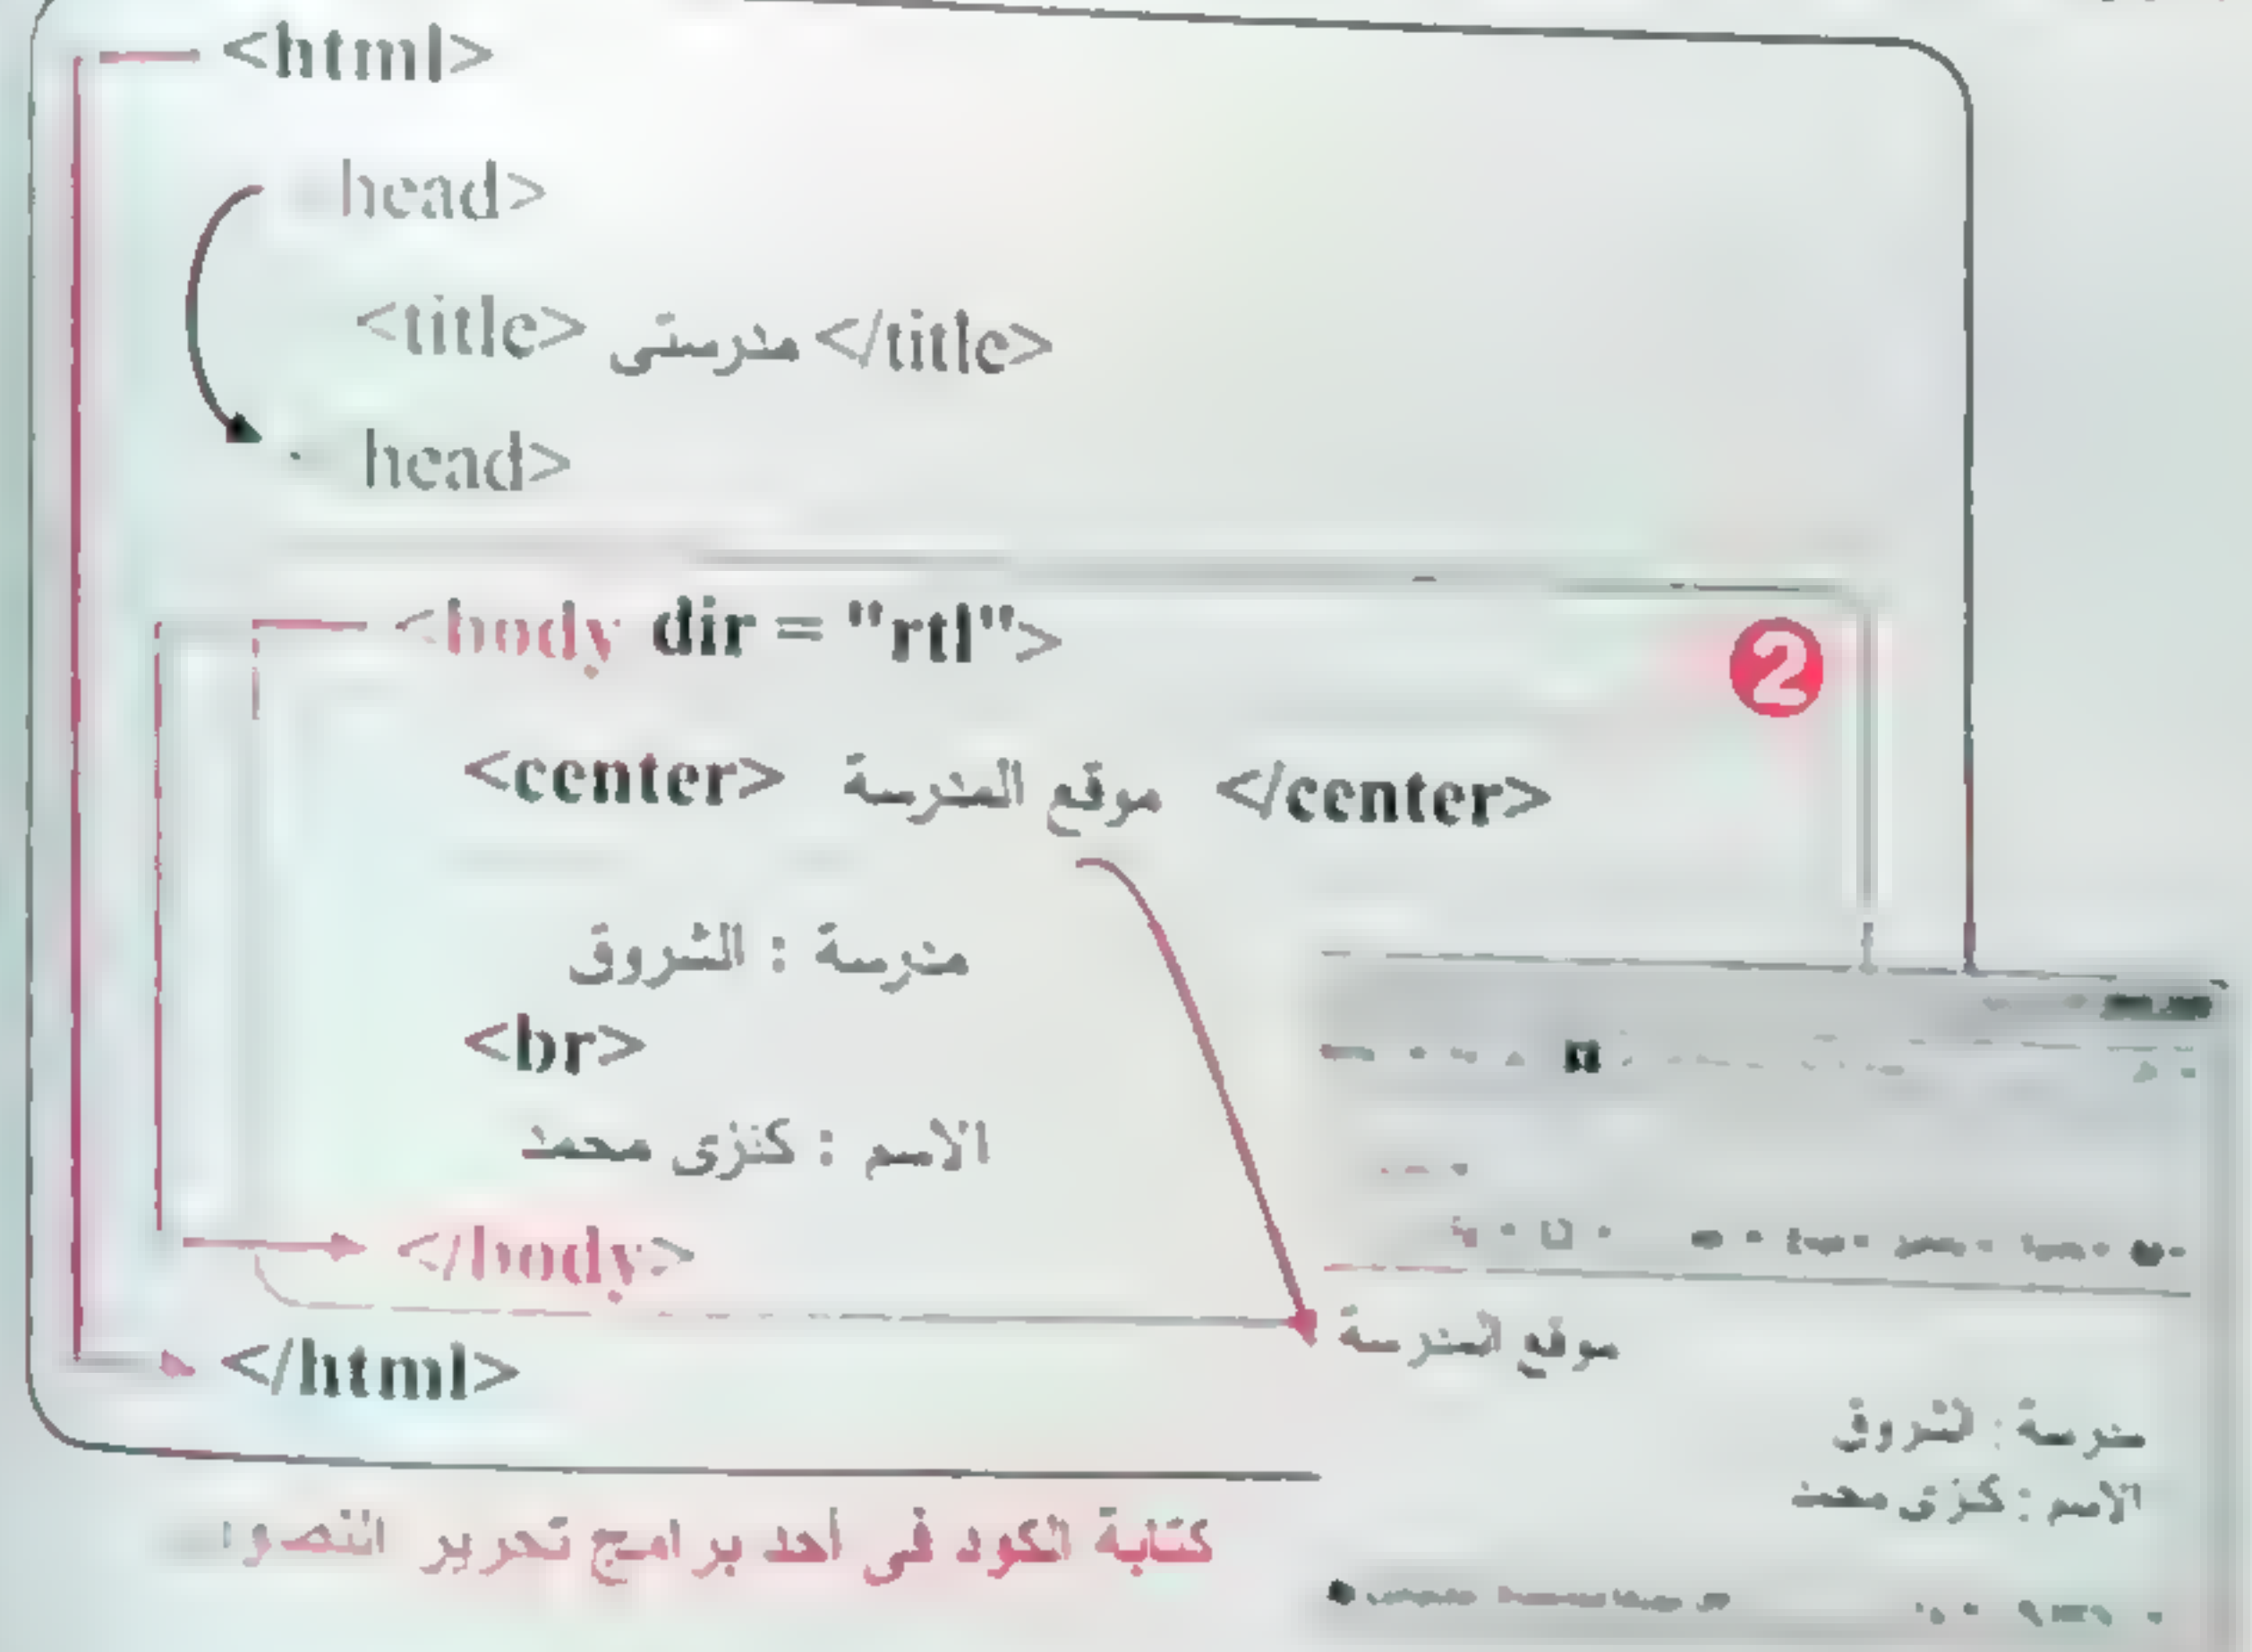 <html>
head>
<title> مدرستى </title>
head>
<body dir = "rtl">
2
<center> موقع المدرسة </center>
مدرسة : الشروق
<br>
الاسم : كنزى محمد
</body>
</html>
موقع المدرسة
مدرسة : الشروق
الاسم : كنزى محمد
كتابة الكود فى أحد برامج تحرير